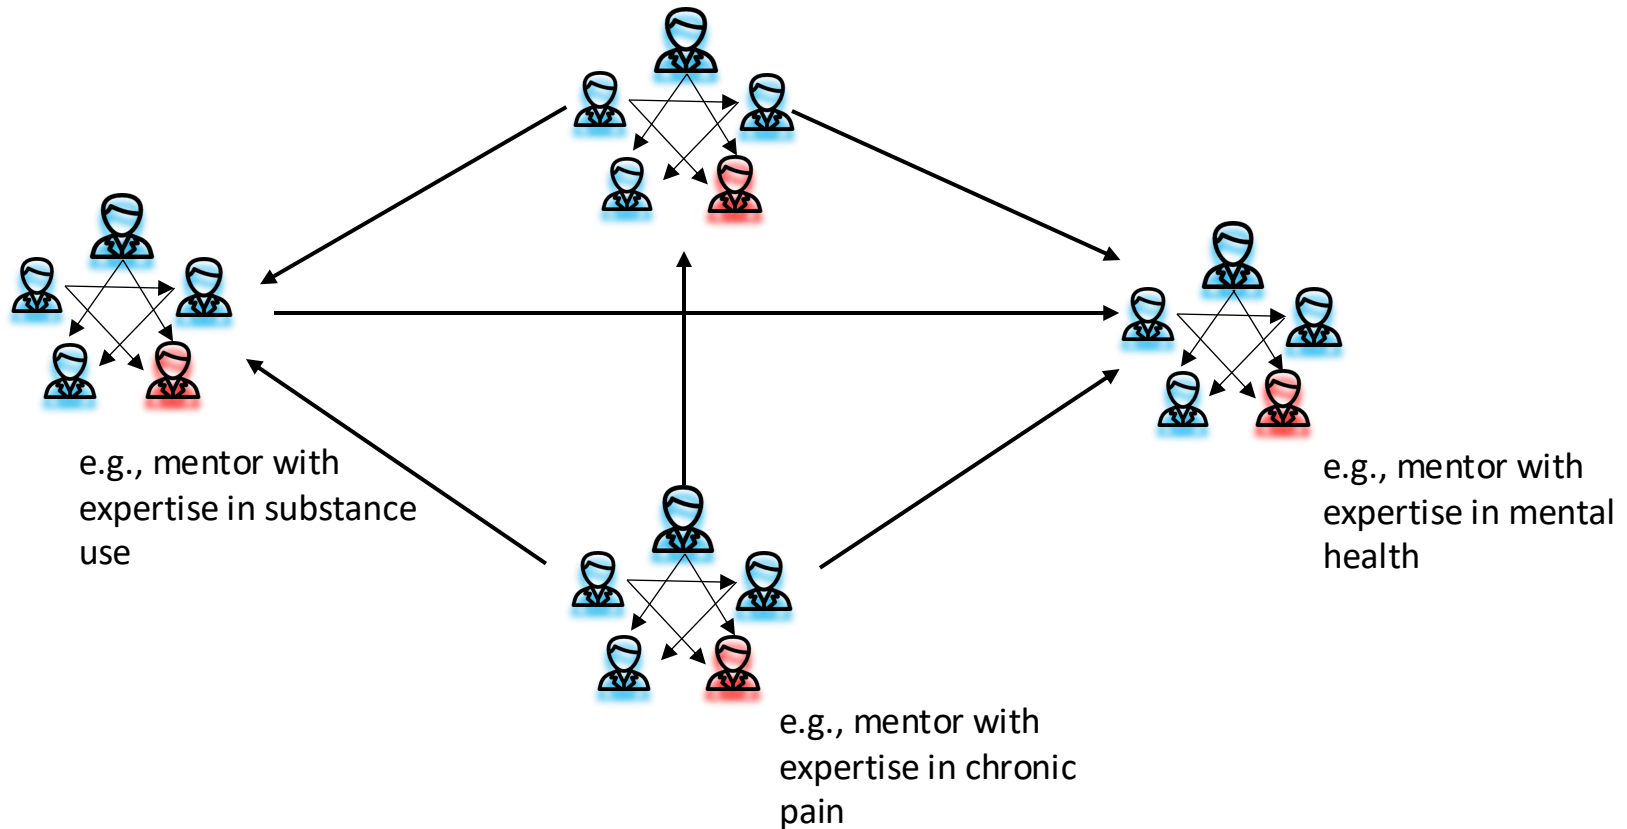 e.g., mentor with
expertise in substance
use
e.g., mentor with
expertise in mental
health
e.g., mentor with
expertise in chronic
pain